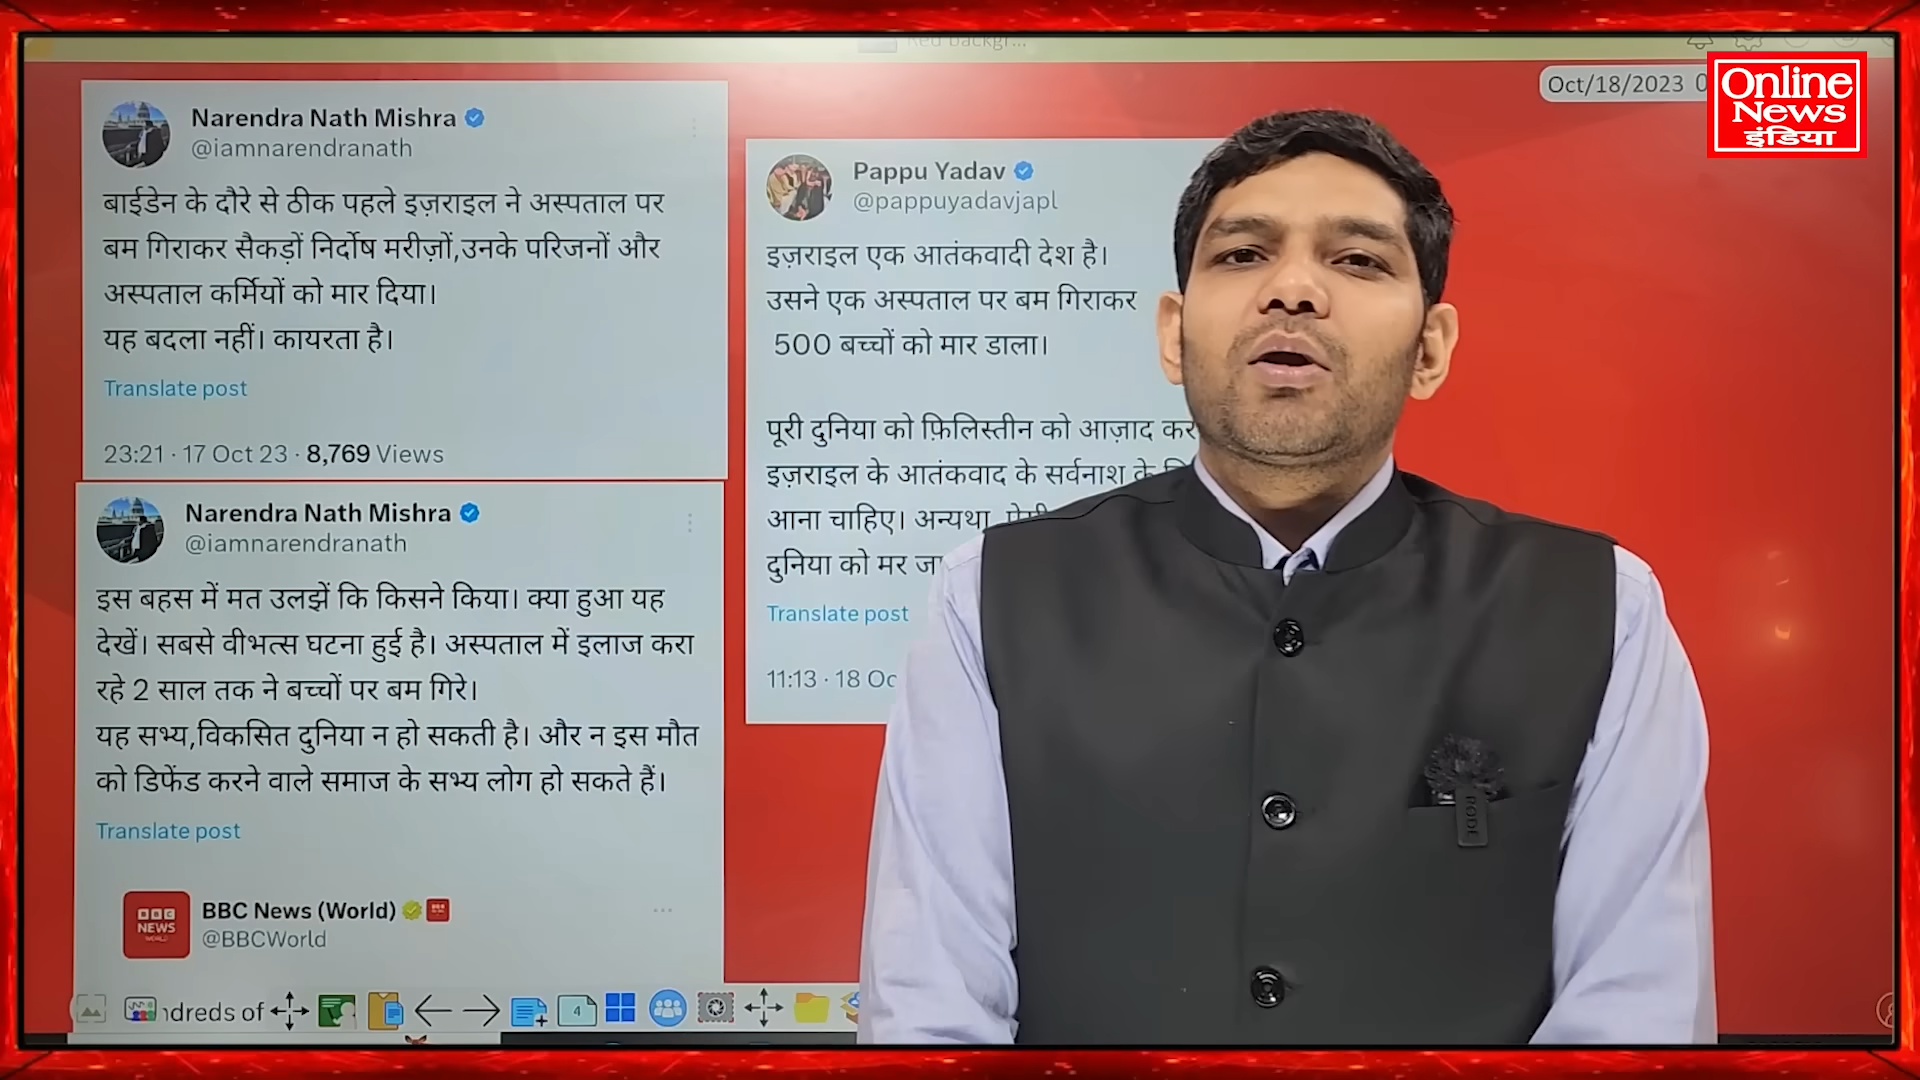 Red backgr...
Oct/18/2023
Online
News
इंडिया
Narendra Nath Mishra
@iamnarendranath
बाईडेन के दौरे से ठीक पहले इज़राइल ने अस्पताल पर
बम गिराकर सैकड़ों निर्दोष मरीज़ों,उनके परिजनों और
अस्पताल कर्मियों को मार दिया।
यह बदला नहीं। कायरता है।
Translate post
23:21 · 17 Oct 23 · 8,769 Views
Narendra Nath Mishra
@iamnarendranath
इस बहस में मत उलझें कि किसने किया। क्या हुआ यह
देखें। सबसे वीभत्स घटना हुई है। अस्पताल में इलाज करा
रहे 2 साल तक ने बच्चों पर बम गिरे।
यह सभ्य,विकसित दुनिया न हो सकती है। और न इस मौत
को डिफेंड करने वाले समाज के सभ्य लोग हो सकते हैं।
Translate post
BBC NEWS
WORLD
BBC News (World)
@BBCWorld
ndreds of
4
Pappu Yadav
@pappuyadavjapl
इज़राइल एक आतंकवादी देश है।
उसने एक अस्पताल पर बम गिराकर
500 बच्चों को मार डाला।
पूरी दुनिया को फ़िलिस्तीन को आज़ाद कर
इज़राइल के आतंकवाद के सर्वनाश के
आना चाहिए। अन्यथा
दुनिया को मर
Translate post
11:13 · 18 Oc
RODE